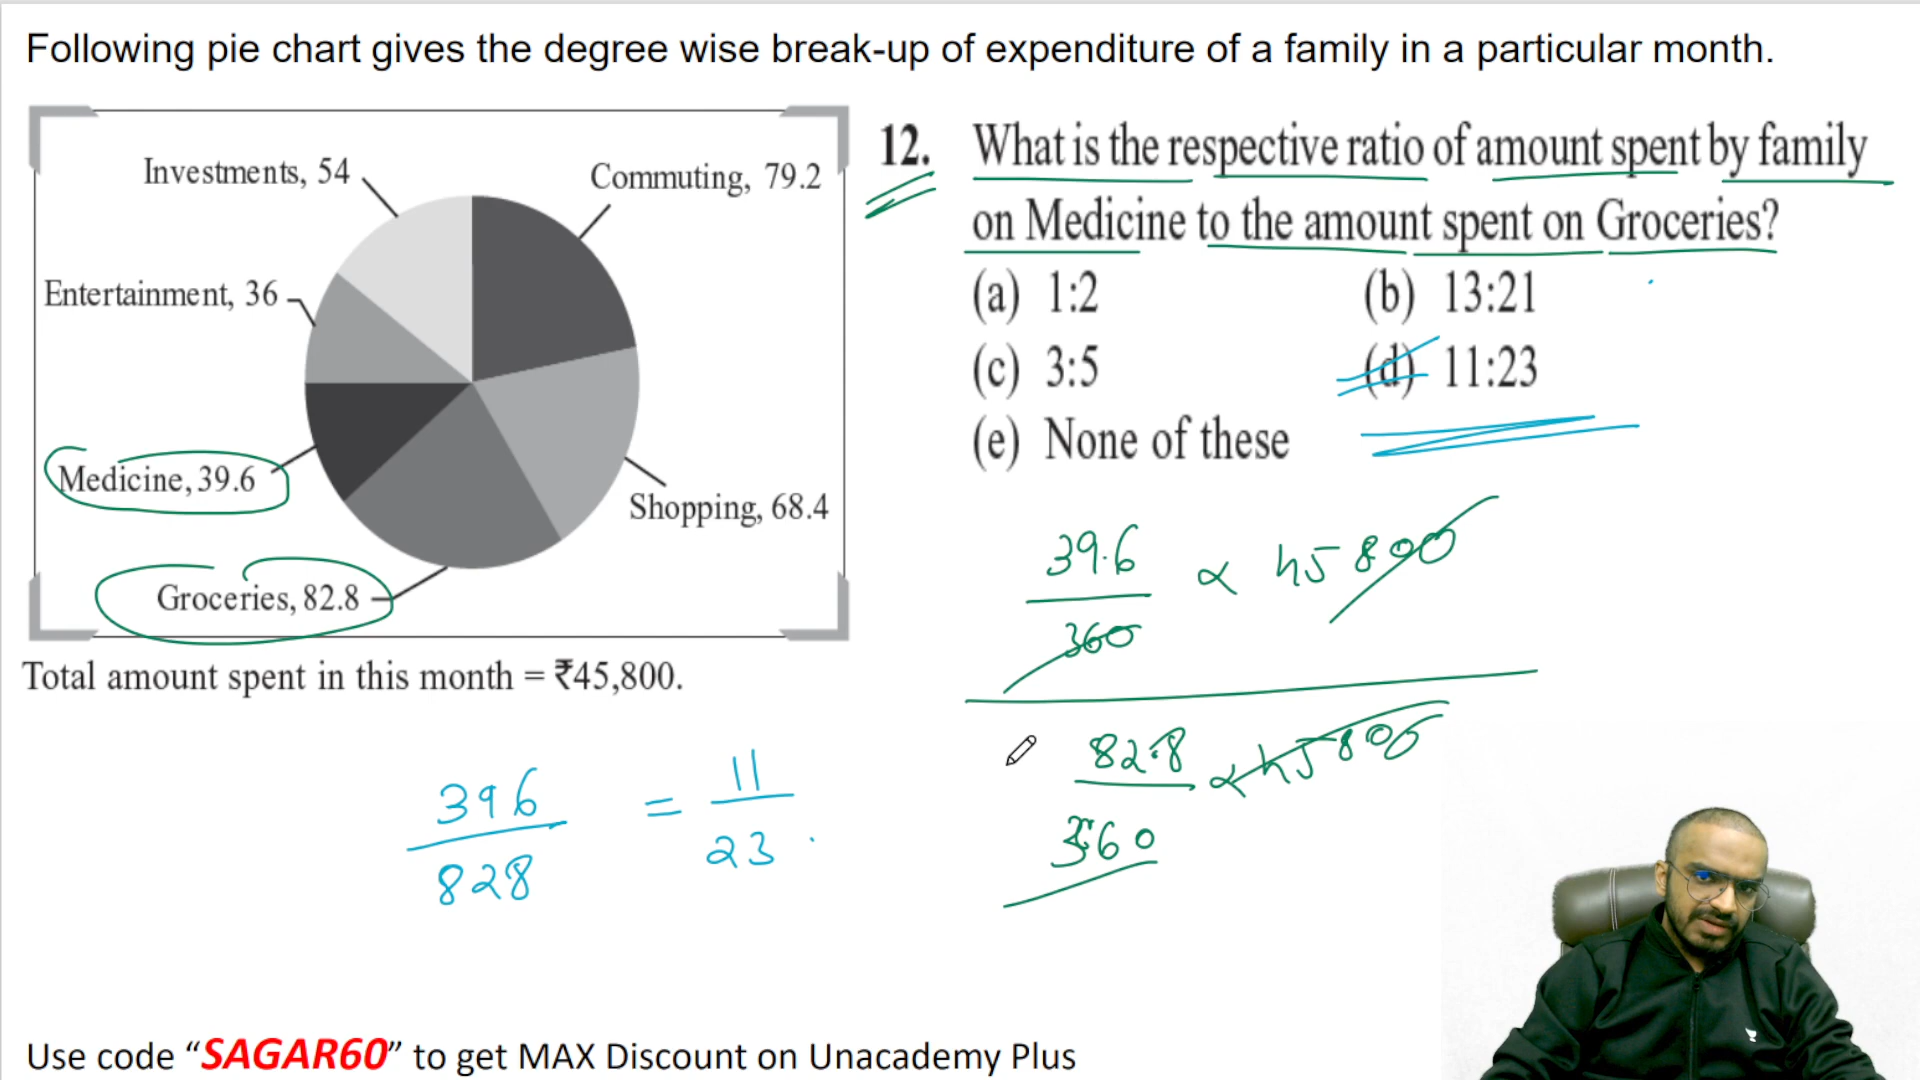 Following pie chart gives the degree wise break-up of expenditure of a family in a particular month.
Investments, 54
Commuting, 79.2
Entertainment, 36
Medicine, 39.6
Shopping, 68.4
Groceries, 82.8
Total amount spent in this month = ₹45,800.
12. What is the respective ratio of amount spent by family
on Medicine to the amount spent on Groceries?
(a) 1:2 (b) 13:21
(c) 3:5 (d) 11:23
(e) None of these
39.6
360
× 45800
82.8
360
× 45800
396
828
= 11
23
Use code “SAGAR60” to get MAX Discount on Unacademy Plus